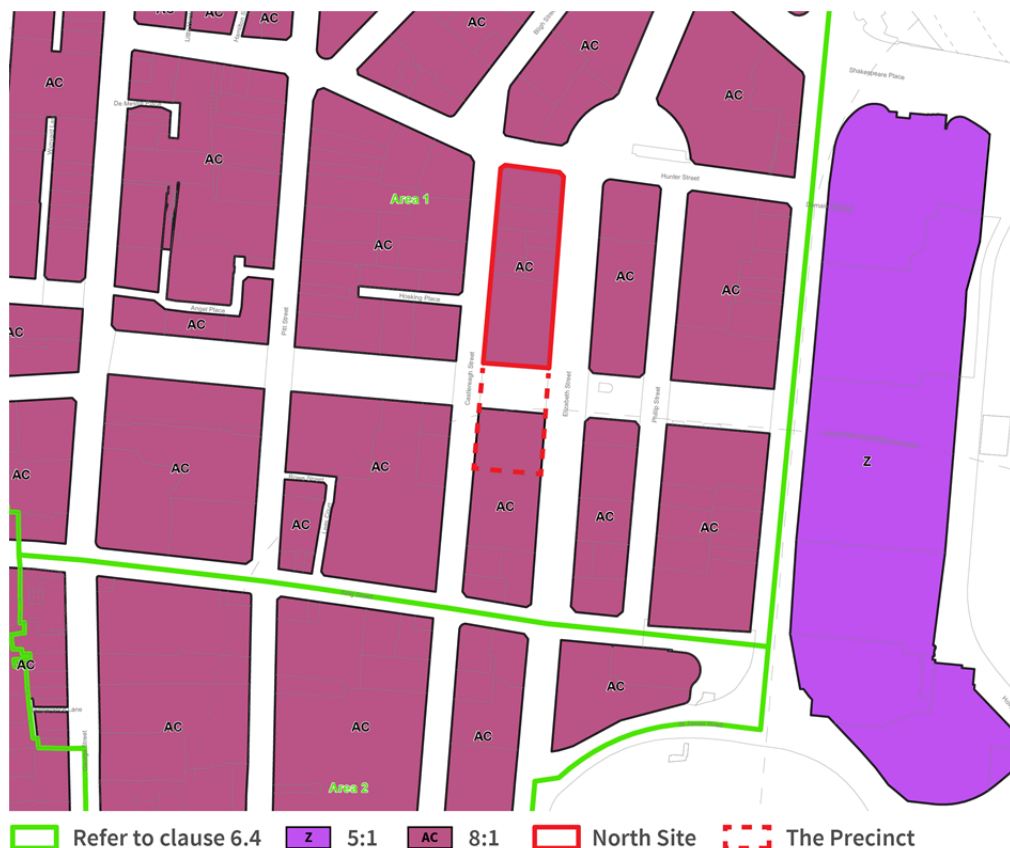 AC
AC
AC
Bligh Street
AC
AC
AC
Shakespeare Place
AC
AC
Hunter Street
Area 1
AC
AC
AC
AC
Hosking Place
Angel Place
AC
Pitt Street
AC
Castlereagh Street
Elizabeth Street
Phillip Street
AC
AC
AC
AC
Z
AC
AC
AC
AC
AC
AC
AC
AC
AC
AC
Area 2
Refer to clause 6.4
Z
5:1
AC
8:1
North Site
The Precinct